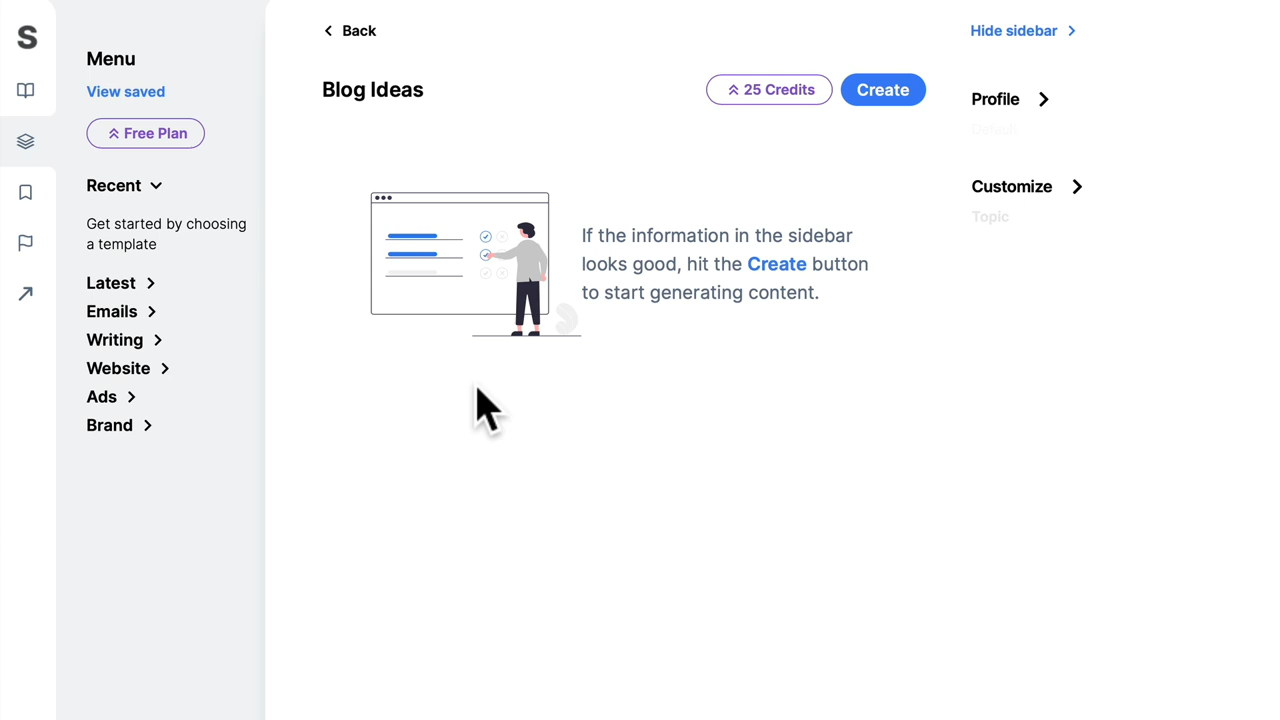 S
Menu
View saved
Free Plan
Recent
Get started by choosing
a template
Latest
Emails
Writing
Website
Ads
Brand
Back
Blog Ideas
25 Credits
Create
If the information in the sidebar
looks good, hit the Create button
to start generating content.
Hide sidebar
Profile
Default
Customize
Topic